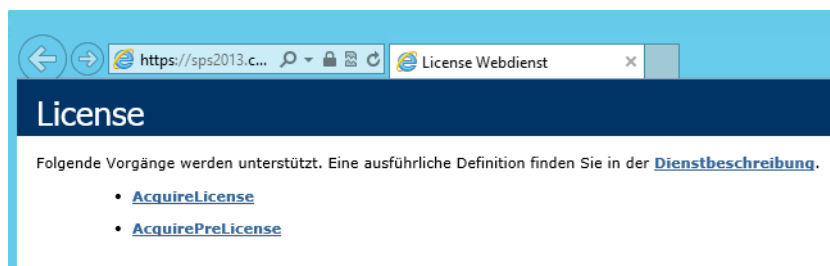 https://sps2013.c...
License Webdienst
License
Folgende Vorgänge werden unterstützt. Eine ausführliche Definition finden Sie in der Dienstbeschreibung.
• AcquireLicense
• AcquirePreLicense